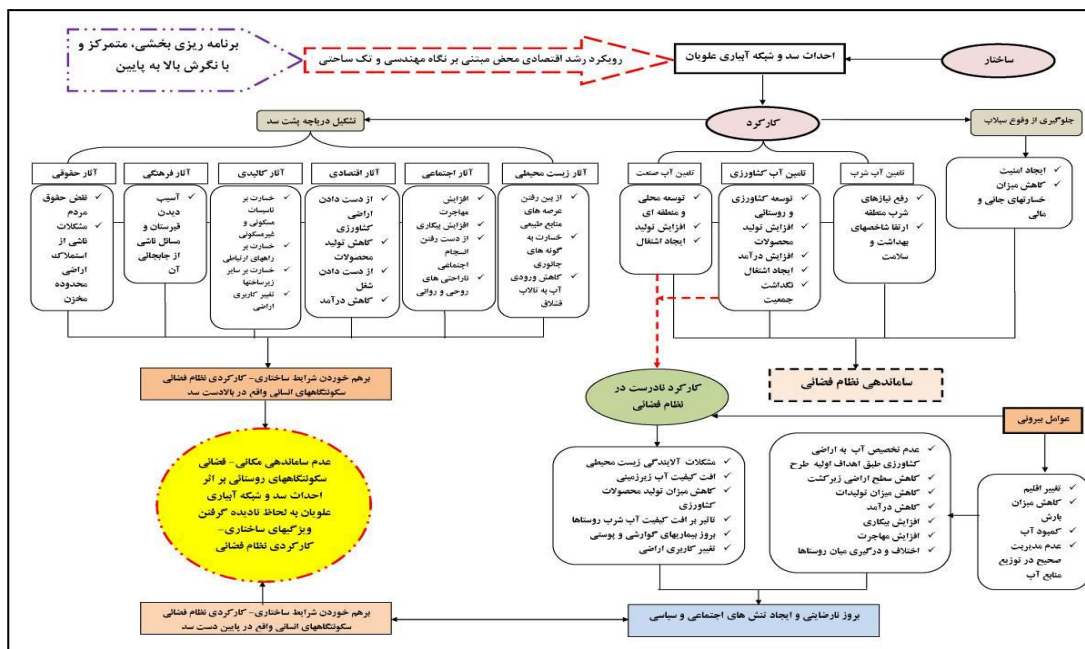 برنامه ریزی بخشی، متمرکز و
با نگرش بالا به پایین
رویکرد رشد اقتصادی محض مبتنی بر نگاه مهندسی و تک ساحتی
احداث سد و شبکه آبیاری علویان
ساختار
تشکیل دریاچه پشت سد
کارکرد
جلوگیری از وقوع سیلاب
✓ ایجاد امنیت
✓ کاهش میزان
خسارتهای جانی و
مالی
تامین آب شرب
✓ رفع نیازهای
شرب منطقه
✓ ارتقا شاخصهای
بهداشت و
سلامت
تامین آب کشاورزی
✓ توسعه کشاورزی
و روستائی
✓ افزایش تولید
محصولات
✓ افزایش درآمد
✓ ایجاد اشتغال
✓ نگداشت
جمعیت
تامین آب صنعت
✓ توسعه محلی
و منطقه ای
✓ افزایش تولید
✓ ایجاد اشتغال
آثار زیست محیطی
✓ از بین رفتن
عرصه های
منابع طبیعی
✓ خسارت به
گونه های
جانوری
✓ کاهش ورودی
آب به تالاب
قشلاق
آثار اجتماعی
✓ افزایش
مهاجرت
✓ افزایش بیکاری
✓ از دست رفتن
انسجام
اجتماعی
✓ ناراحتی های
روحی و روانی
آثار اقتصادی
✓ از دست دادن
اراضی
کشاورزی
✓ کاهش تولید
محصولات
✓ از دست دادن
شغل
✓ کاهش درآمد
آثار کالبدی
✓ خسارت بر
تاسیسات
مسکونی و
غیرمسکونی
✓ خسارت بر
راههای ارتباطی
✓ خسارت بر سایر
زیرساختها
✓ تغییر کاربری
اراضی
آثار فرهنگی
✓ آسیب
دیدن
قبرستان و
مسائل ناشی
از جابجائی
آن
آثار حقوقی
✓ نقض حقوق
مردم
✓ مشکلات
ناشی از
استملاک
اراضی
محدوده
مخزن
برهم خوردن شرایط ساختاری- کارکردی نظام فضائی
سکونتگاههای انسانی واقع در بالادست سد
کارکرد نادرست در
نظام فضائی
ساماندهی نظام فضائی
عوامل بیرونی
✓ تغییر اقلیم
✓ کاهش میزان
بارش
✓ کمبود آب
✓ عدم مدیریت
صحیح در توزیع
منابع آب
✓ عدم تخصیص آب به اراضی
کشاورزی طبق اهداف اولیه طرح
✓ کاهش سطح اراضی زیرکشت
✓ کاهش میزان تولیدات
✓ کاهش درآمد
✓ افزایش بیکاری
✓ افزایش مهاجرت
✓ اختلاف و درگیری میان روستاها
✓ مشکلات آلایندگی زیست محیطی
✓ افت کیفیت آب زیرزمینی
✓ کاهش میزان تولید محصولات
کشاورزی
✓ تاثیر بر افت کیفیت آب شرب روستاها
✓ بروز بیماریهای گوارشی و پوستی
✓ تغییر کاربری اراضی
عدم ساماندهی مکانی- فضائی
سکونتگاههای روستائی بر اثر
احداث سد و شبکه آبیاری
علویان به لحاظ نادیده گرفتن
ویژگیهای ساختاری-
کارکردی نظام فضائی
بروز نارضایتی و ایجاد تنش های اجتماعی و سیاسی
برهم خوردن شرایط ساختاری- کارکردی نظام فضائی
سکونتگاههای انسانی واقع در پایین دست سد